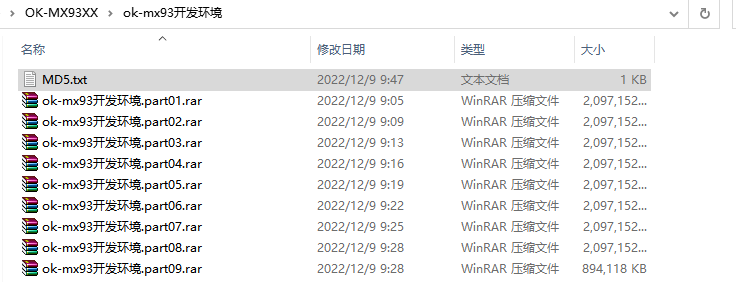 OK-MX93XX > ok-mx93开发环境
名称 修改日期 类型 大小
MD5.txt 2022/12/9 9:47 文本文档 1 KB
ok-mx93开发环境.part01.rar 2022/12/9 9:05 WinRAR 压缩文件 2,097,152...
ok-mx93开发环境.part02.rar 2022/12/9 9:09 WinRAR 压缩文件 2,097,152...
ok-mx93开发环境.part03.rar 2022/12/9 9:13 WinRAR 压缩文件 2,097,152...
ok-mx93开发环境.part04.rar 2022/12/9 9:16 WinRAR 压缩文件 2,097,152...
ok-mx93开发环境.part05.rar 2022/12/9 9:19 WinRAR 压缩文件 2,097,152...
ok-mx93开发环境.part06.rar 2022/12/9 9:22 WinRAR 压缩文件 2,097,152...
ok-mx93开发环境.part07.rar 2022/12/9 9:25 WinRAR 压缩文件 2,097,152...
ok-mx93开发环境.part08.rar 2022/12/9 9:28 WinRAR 压缩文件 2,097,152...
ok-mx93开发环境.part09.rar 2022/12/9 9:28 WinRAR 压缩文件 894,118 KB